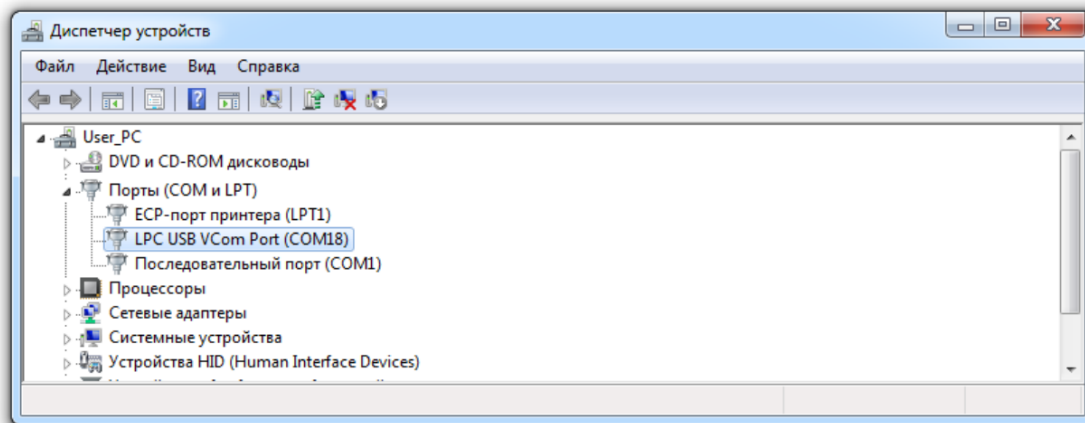 Диспетчер устройств
Файл Действие Вид Справка
User_PC
DVD и CD-ROM дисководы
Порты (COM и LPT)
ECP-порт принтера (LPT1)
LPC USB VCom Port (COM18)
Последовательный порт (COM1)
Процессоры
Сетевые адаптеры
Системные устройства
Устройства HID (Human Interface Devices)